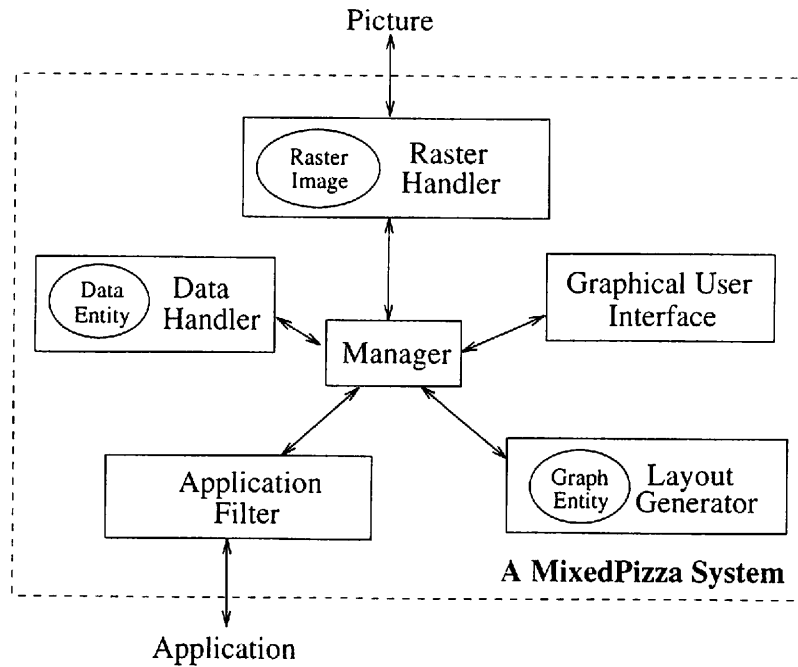 Picture
Raster
Image
Raster
Handler
Data
Entity
Data
Handler
Graphical User
Interface
Manager
Application
Filter
Graph
Entity
Layout
Generator
A MixedPizza System
Application